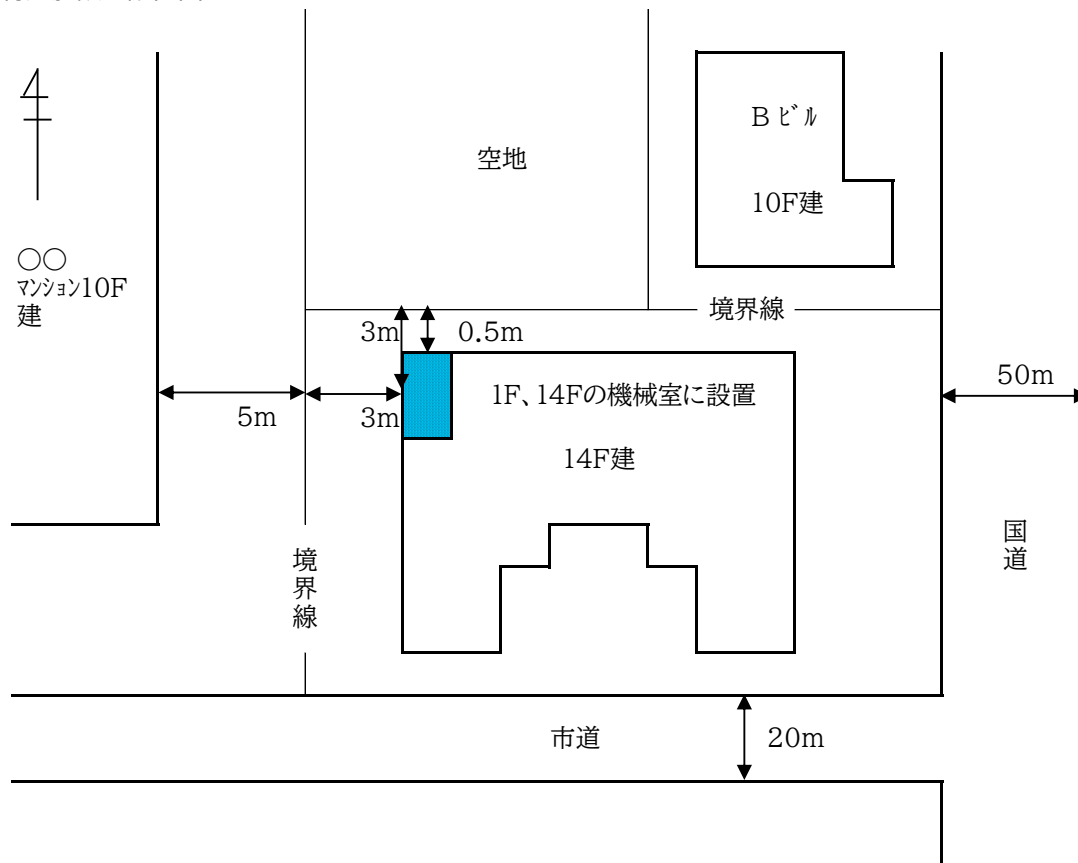 Bビル
空地
10F建
○○
マンション10F
建
境界線
3m
0.5m
1F、14Fの機械室に設置
50m
5m
3m
14F建
国道
境界線
市道
20m